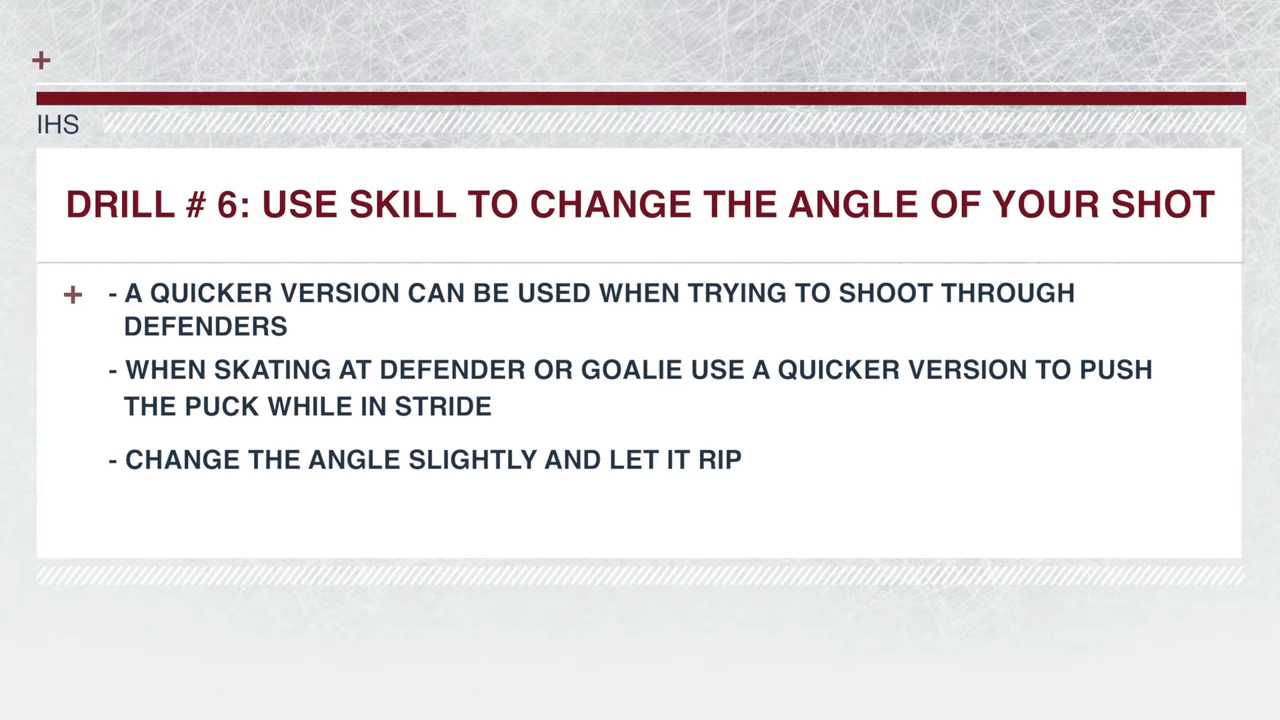 +
IHS
DRILL # 6: USE SKILL TO CHANGE THE ANGLE OF YOUR SHOT
+ - A QUICKER VERSION CAN BE USED WHEN TRYING TO SHOOT THROUGH
DEFENDERS
- WHEN SKATING AT DEFENDER OR GOALIE USE A QUICKER VERSION TO PUSH
THE PUCK WHILE IN STRIDE
- CHANGE THE ANGLE SLIGHTLY AND LET IT RIP